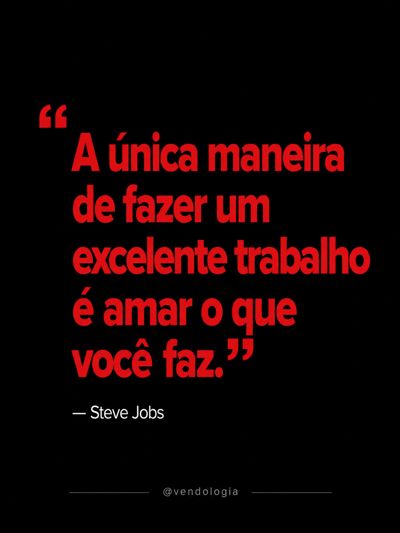 “A única maneira
de fazer um
excelente trabalho
é amar o que
você faz.”
— Steve Jobs
@vendologia